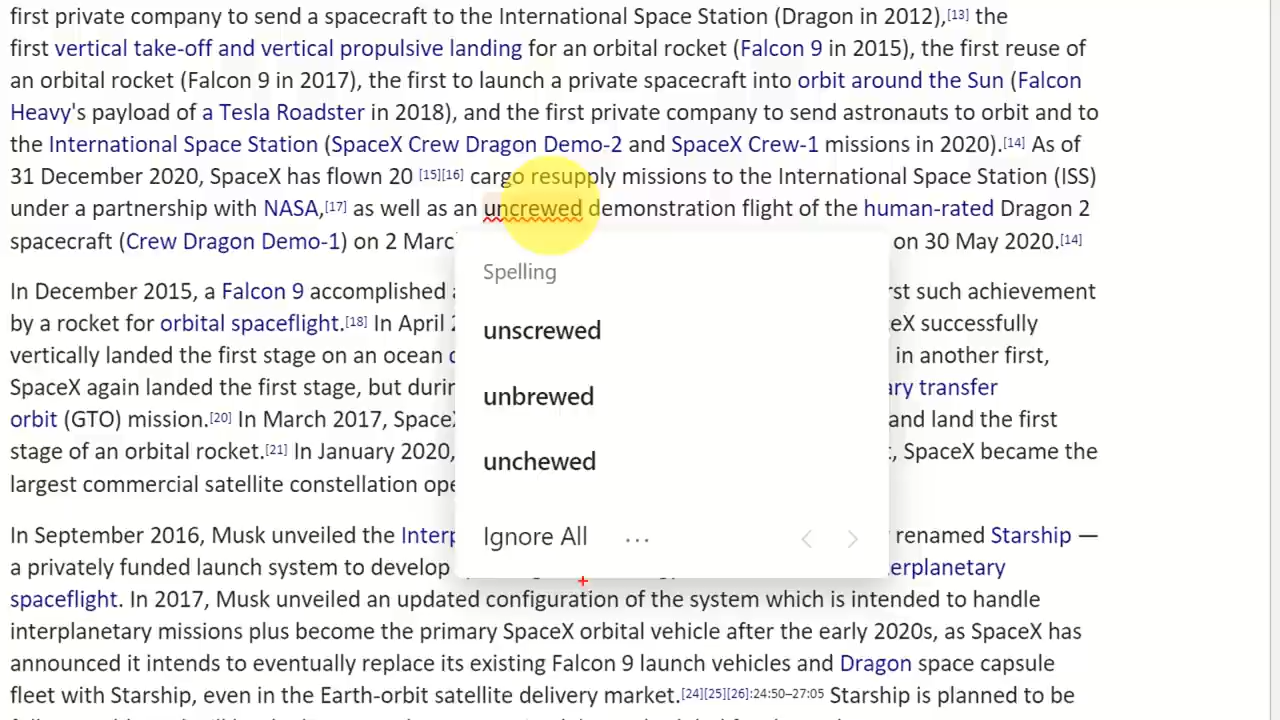 first private company to send a spacecraft to the International Space Station (Dragon in 2012),[13] the
first vertical take-off and vertical propulsive landing for an orbital rocket (Falcon 9 in 2015), the first reuse of
an orbital rocket (Falcon 9 in 2017), the first to launch a private spacecraft into orbit around the Sun (Falcon
Heavy's payload of a Tesla Roadster in 2018), and the first private company to send astronauts to orbit and to
the International Space Station (SpaceX Crew Dragon Demo-2 and SpaceX Crew-1 missions in 2020).[14] As of
31 December 2020, SpaceX has flown 20 [15][16] cargo resupply missions to the International Space Station (ISS)
under a partnership with NASA,[17] as well as an uncrewed demonstration flight of the human-rated Dragon 2
spacecraft (Crew Dragon Demo-1) on 2 Marc on 30 May 2020.[14]
Spelling
unscrewed
unbrewed
unchewed
Ignore All ...
In December 2015, a Falcon 9 accomplished such achievement
by a rocket for orbital spaceflight.[18] In April successfully
vertically landed the first stage on an ocean in another first,
SpaceX again landed the first stage, but transfer
orbit (GTO) mission.[20] In March 2017, Space and land the first
stage of an orbital rocket.[21] In January 2020, SpaceX became the
largest commercial satellite constellation
In September 2016, Musk unveiled the renamed Starship —
a privately funded launch system to develop
spaceflight. In 2017, Musk unveiled an updated configuration of the system which is intended to handle
interplanetary missions plus become the primary SpaceX orbital vehicle after the early 2020s, as SpaceX has
announced it intends to eventually replace its existing Falcon 9 launch vehicles and Dragon space capsule
fleet with Starship, even in the Earth-orbit satellite delivery market.[24][25][26]:24:50–27:05 Starship is planned to be